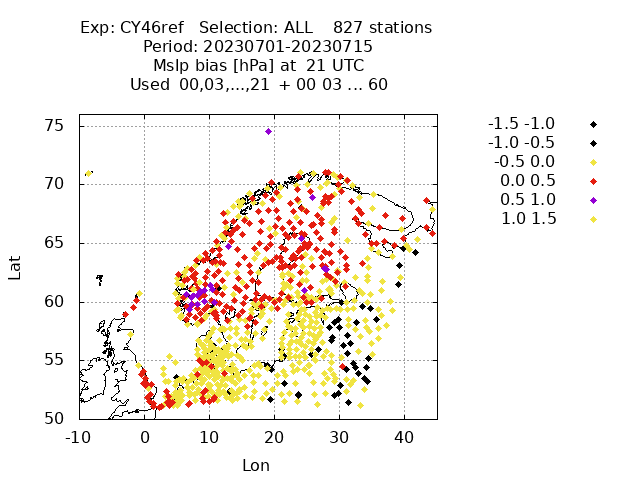 Exp: CY46ref Selection: ALL 827 stations
Period: 20230701-20230715
Mslp bias [hPa] at 21 UTC
Used 00,03,...,21 + 00 03 ... 60
75
70
65
60
55
50
Lat
-10 0 10 20 30 40
Lon
-1.5 -1.0
-1.0 -0.5
-0.5 0.0
0.0 0.5
0.5 1.0
1.0 1.5